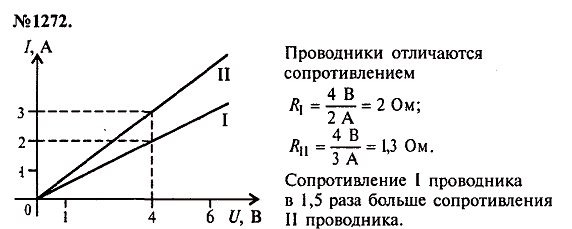 №1272.
I, А
II
I
3
2
1
0
1
4
6
U, В
Проводники отличаются
сопротивлением
R_I = 4 В / 2 А = 2 Ом;
R_II = 4 В / 3 А = 1,3 Ом.
Сопротивление I проводника
в 1,5 раза больше сопротивления
II проводника.